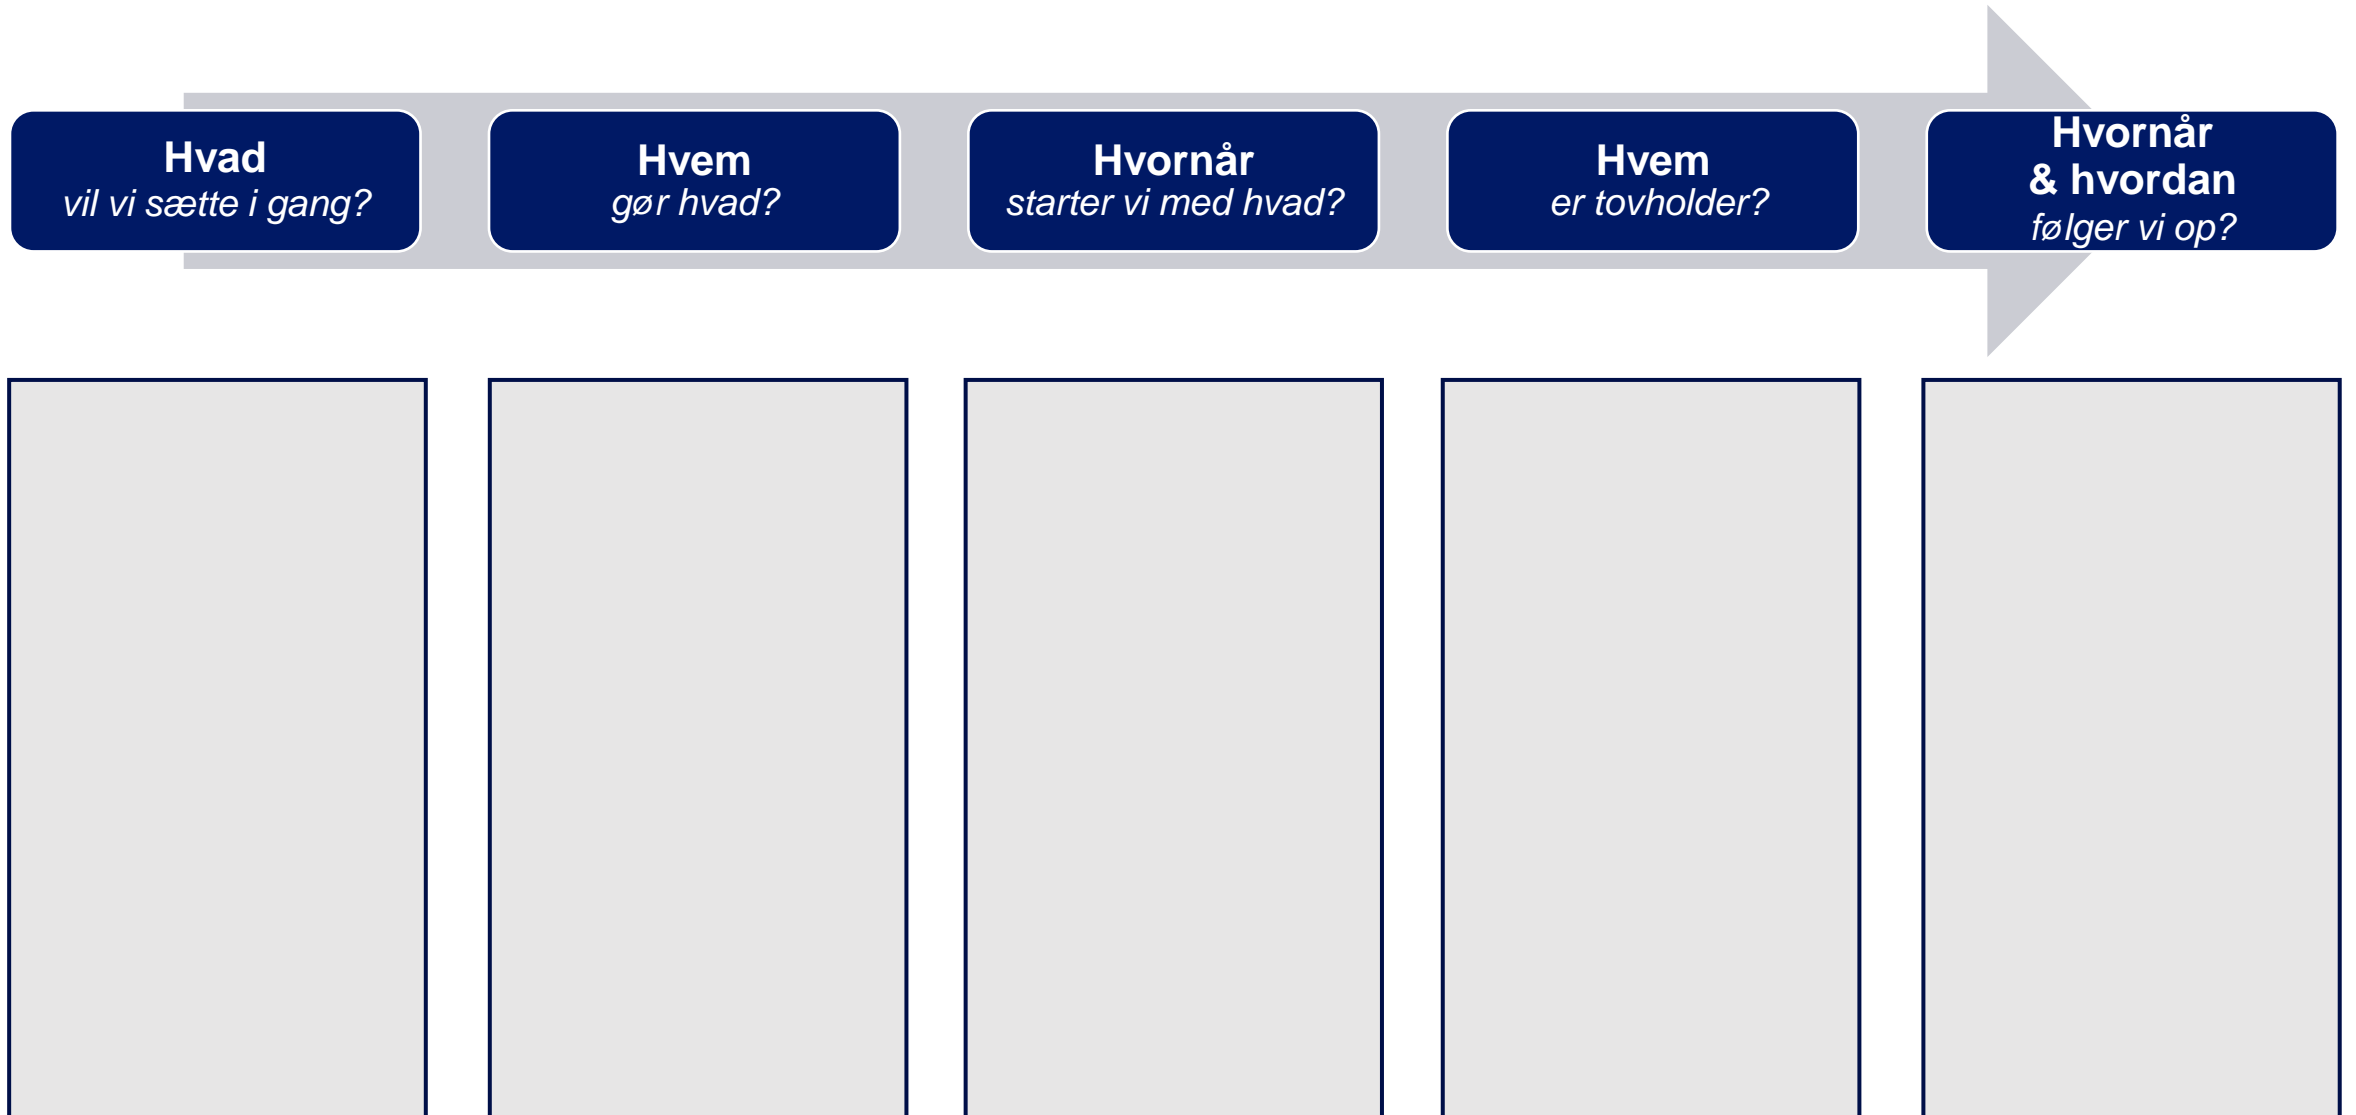 Hvad
vil vi sætte i gang?
Hvem
gør hvad?
Hvornår
starter vi med hvad?
Hvem
er tovholder?
Hvornår
& hvordan
følger vi op?